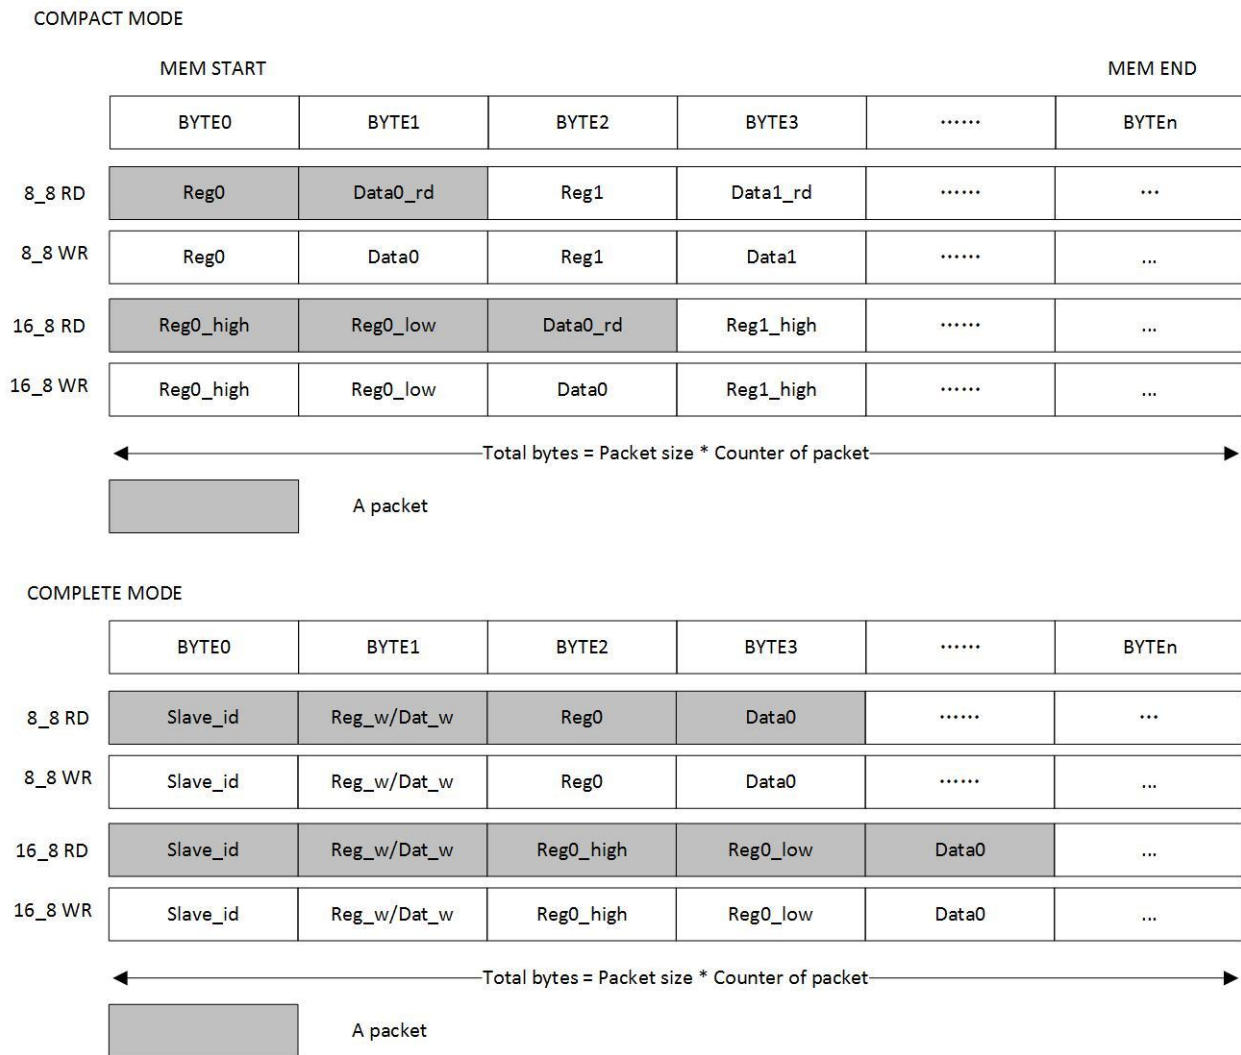 COMPACT MODE
MEM START MEM END
BYTE0 BYTE1 BYTE2 BYTE3 ...... BYTEn
8_8 RD Reg0 Data0_rd Reg1 Data1_rd ...... ...
8_8 WR Reg0 Data0 Reg1 Data1 ...... ...
16_8 RD Reg0_high Reg0_low Data0_rd Reg1_high ...... ...
16_8 WR Reg0_high Reg0_low Data0 Reg1_high ...... ...
Total bytes = Packet size * Counter of packet
A packet
COMPLETE MODE
BYTE0 BYTE1 BYTE2 BYTE3 ...... BYTEn
8_8 RD Slave_id Reg_w/Dat_w Reg0 Data0 ...... ...
8_8 WR Slave_id Reg_w/Dat_w Reg0 Data0 ...... ...
16_8 RD Slave_id Reg_w/Dat_w Reg0_high Reg0_low Data0 ...
16_8 WR Slave_id Reg_w/Dat_w Reg0_high Reg0_low Data0 ...
Total bytes = Packet size * Counter of packet
A packet